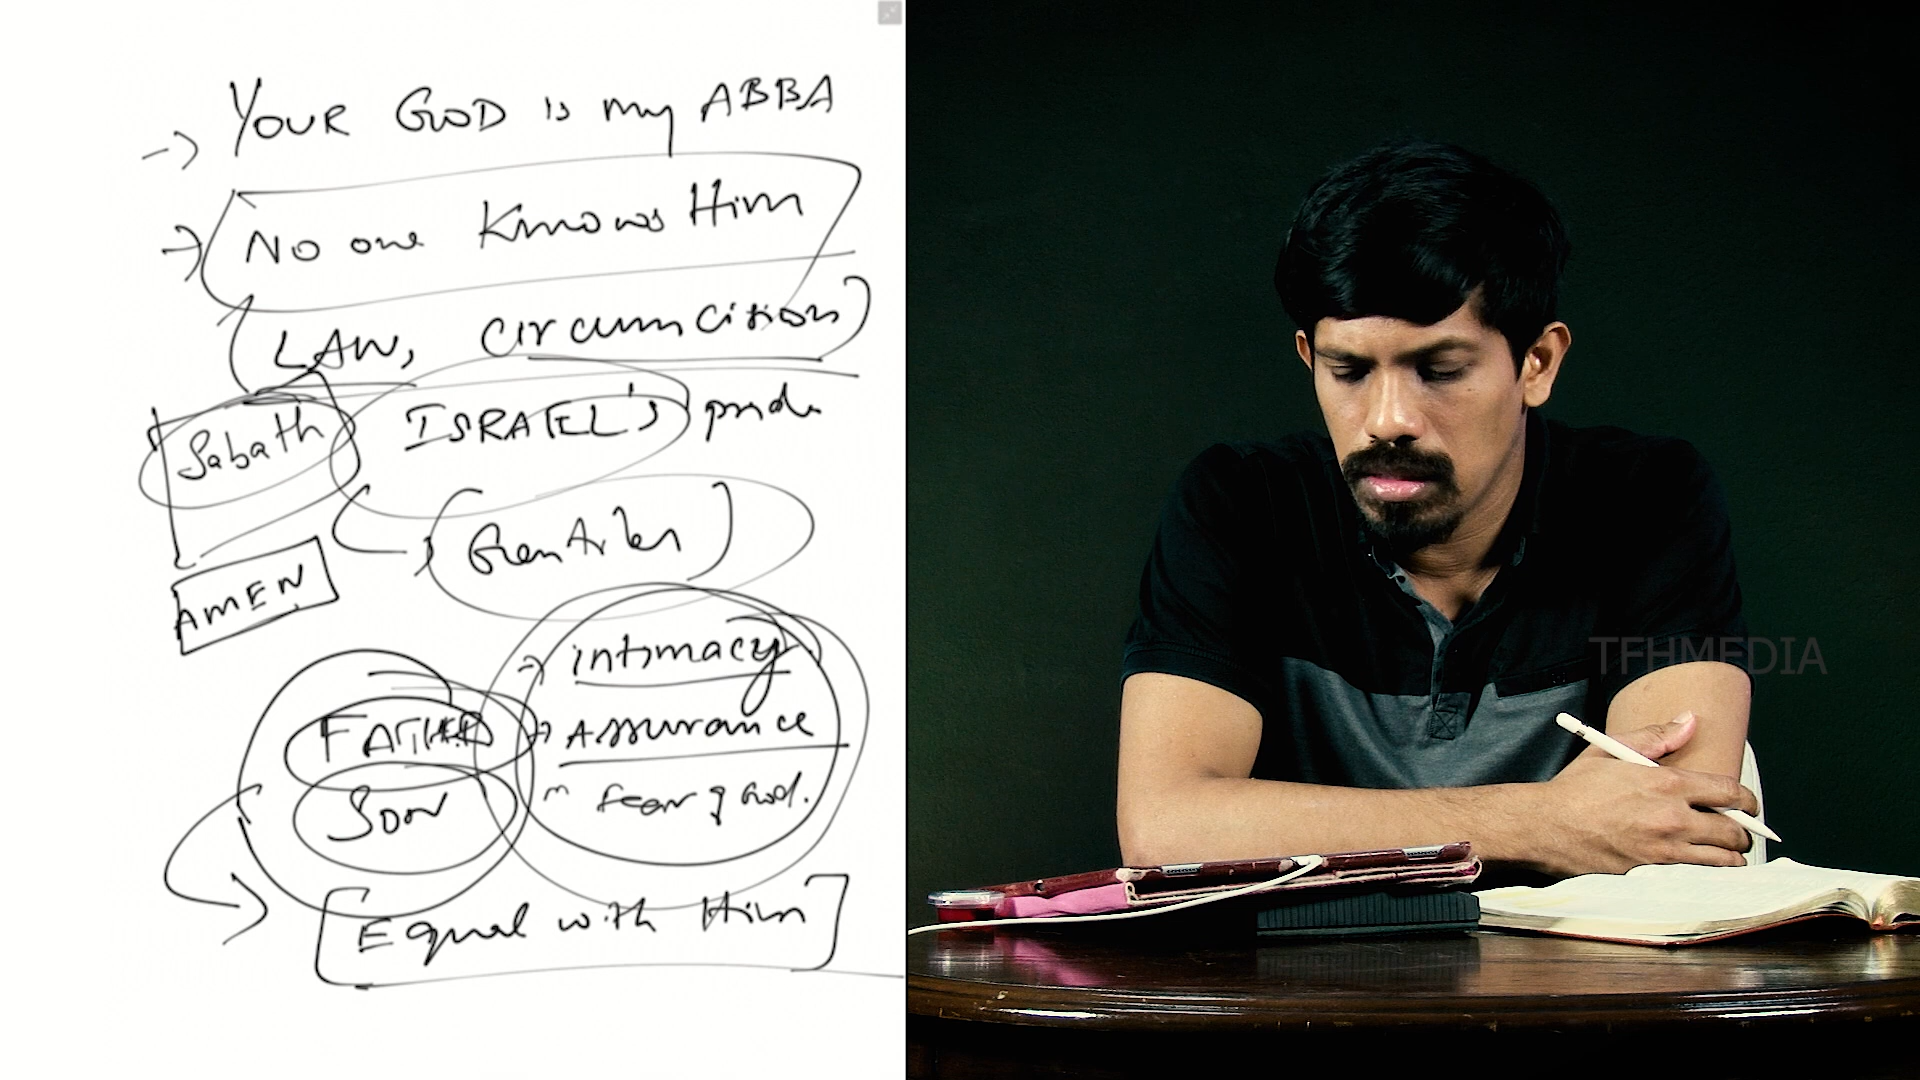 -> YOUR GOD is my ABBA
-> No one Knows Him
(LAW, Circumcition)
Sabath ISRAEL's pride
(Gentiles)
AMEN
-> intimacy
FATHER -> Assurance
SON fear of God.
[Equal with Him]
TFHMEDIA